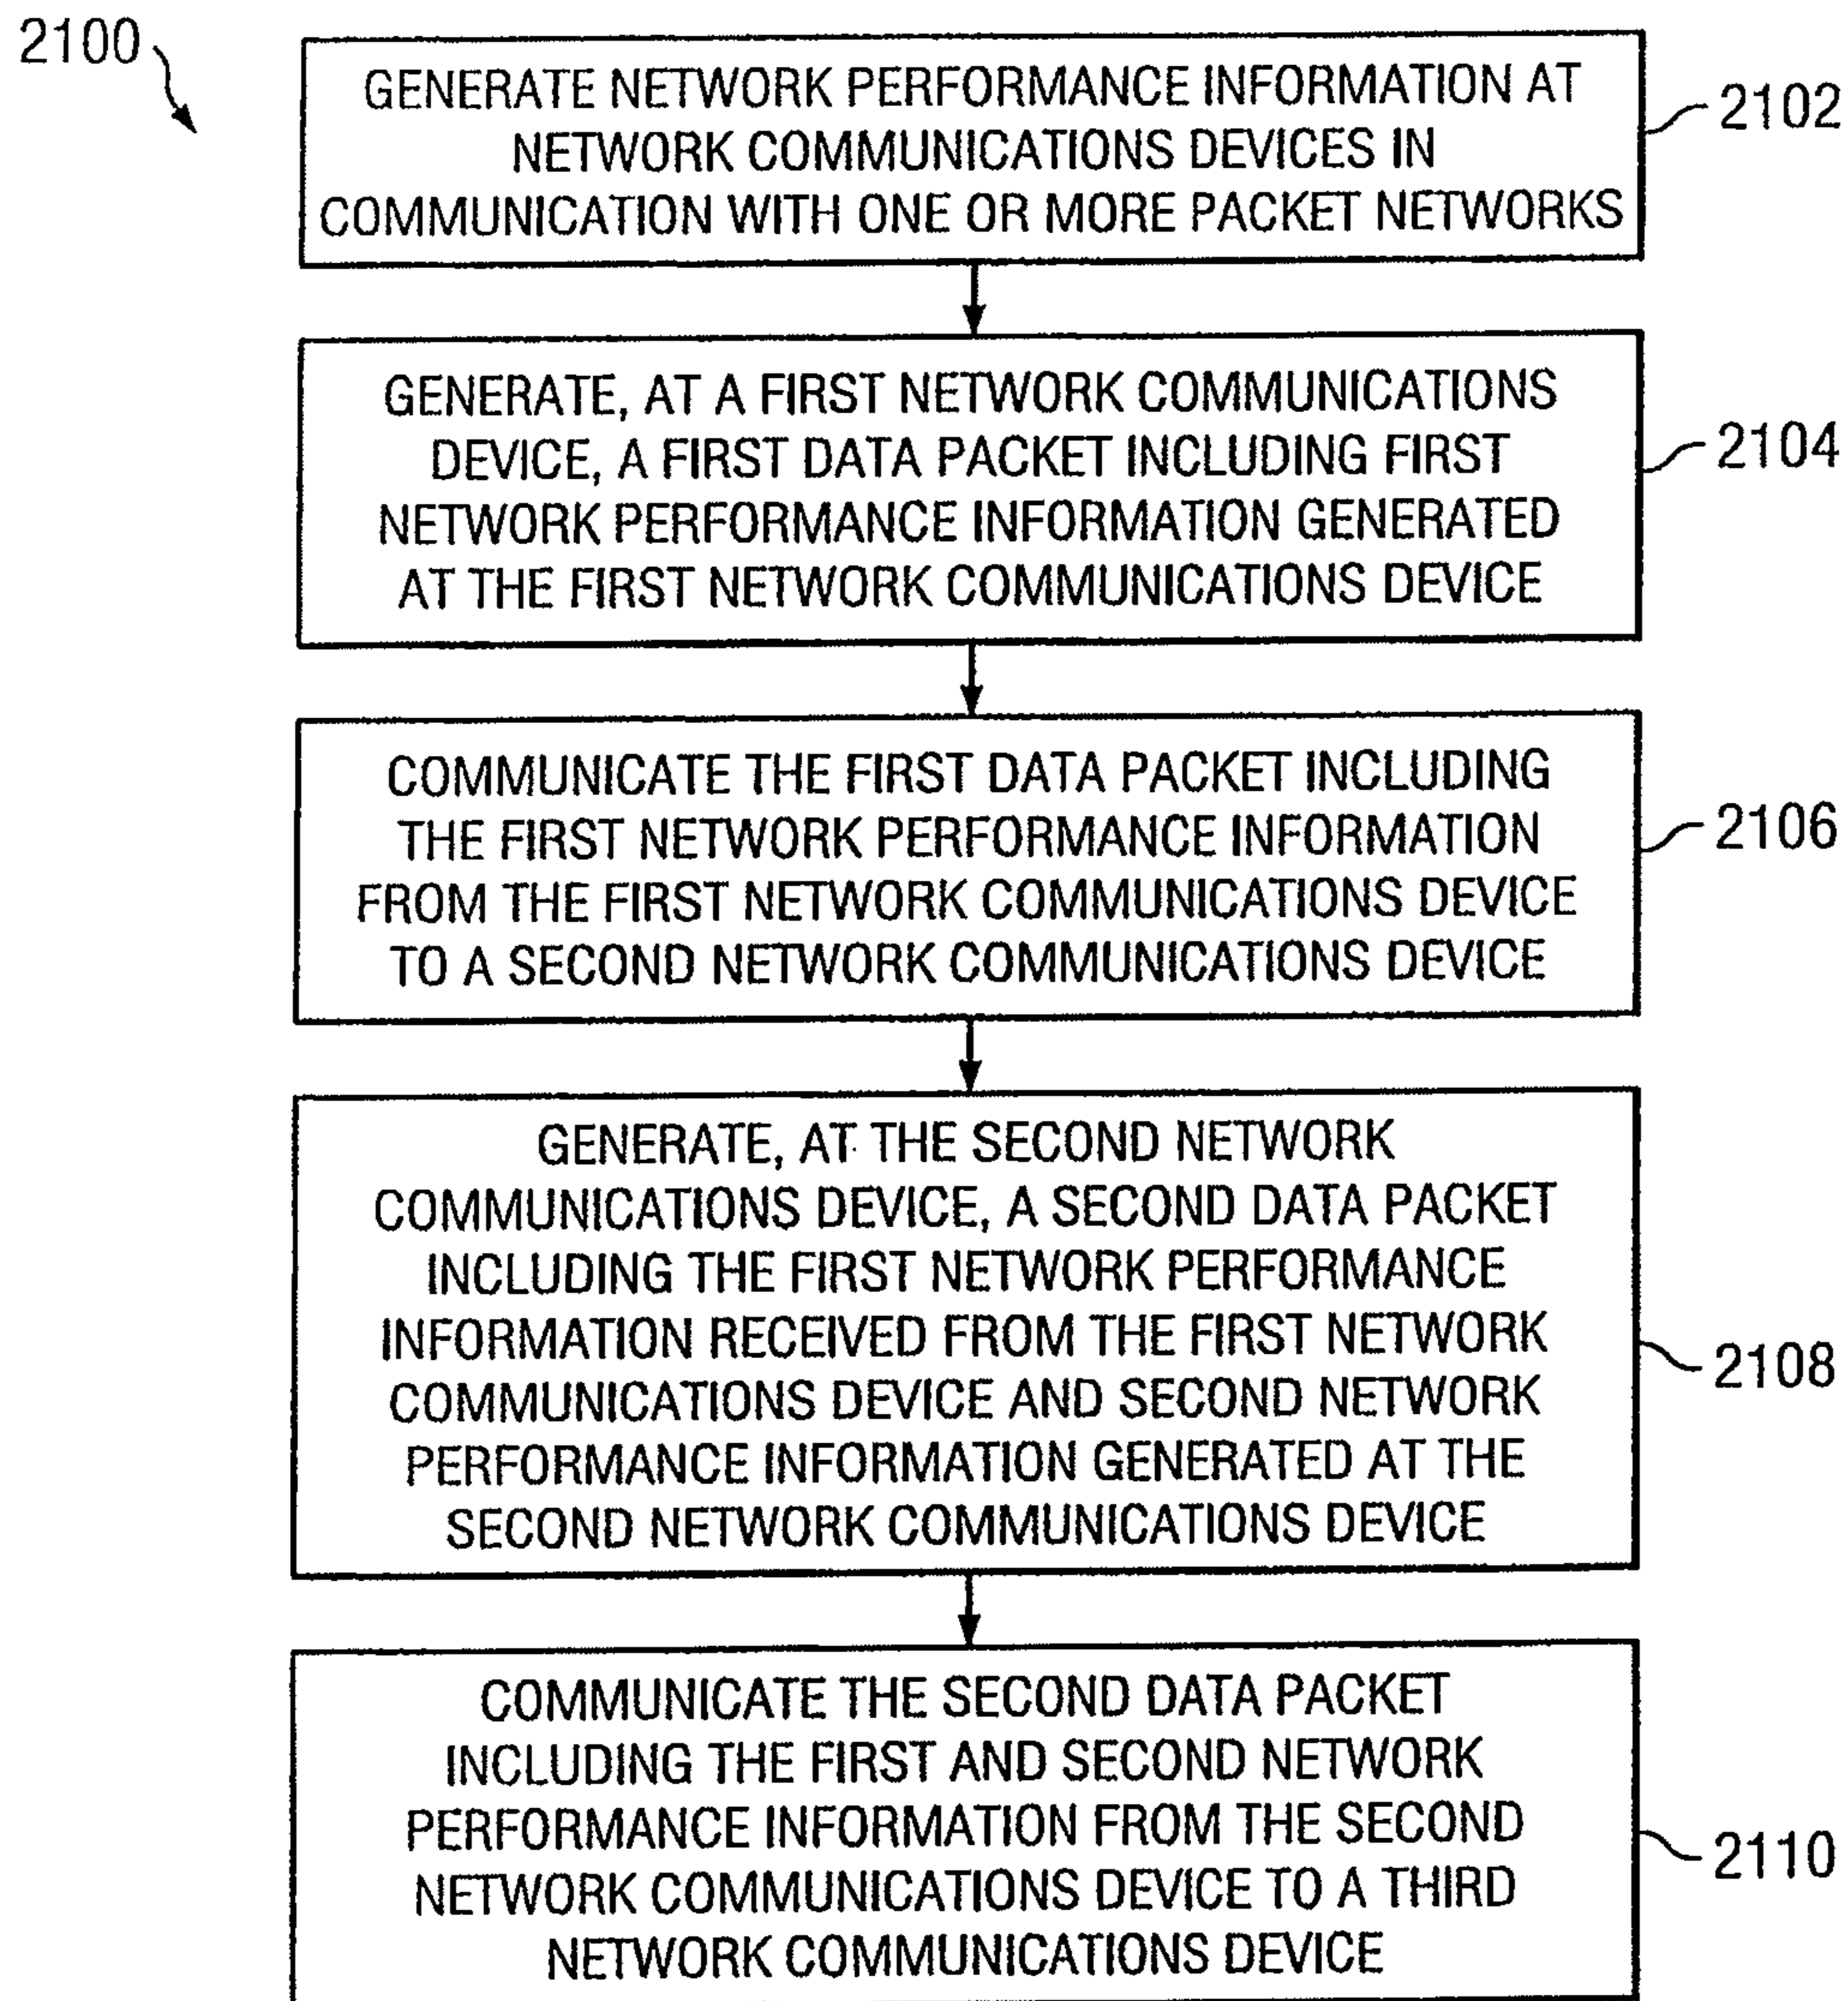 2100
GENERATE NETWORK PERFORMANCE INFORMATION AT
NETWORK COMMUNICATIONS DEVICES IN
COMMUNICATION WITH ONE OR MORE PACKET NETWORKS
2102
GENERATE, AT A FIRST NETWORK COMMUNICATIONS
DEVICE, A FIRST DATA PACKET INCLUDING FIRST
NETWORK PERFORMANCE INFORMATION GENERATED
AT THE FIRST NETWORK COMMUNICATIONS DEVICE
2104
COMMUNICATE THE FIRST DATA PACKET INCLUDING
THE FIRST NETWORK PERFORMANCE INFORMATION
FROM THE FIRST NETWORK COMMUNICATIONS DEVICE
TO A SECOND NETWORK COMMUNICATIONS DEVICE
2106
GENERATE, AT THE SECOND NETWORK
COMMUNICATIONS DEVICE, A SECOND DATA PACKET
INCLUDING THE FIRST NETWORK PERFORMANCE
INFORMATION RECEIVED FROM THE FIRST NETWORK
COMMUNICATIONS DEVICE AND SECOND NETWORK
PERFORMANCE INFORMATION GENERATED AT THE
SECOND NETWORK COMMUNICATIONS DEVICE
2108
COMMUNICATE THE SECOND DATA PACKET
INCLUDING THE FIRST AND SECOND NETWORK
PERFORMANCE INFORMATION FROM THE SECOND
NETWORK COMMUNICATIONS DEVICE TO A THIRD
NETWORK COMMUNICATIONS DEVICE
2110